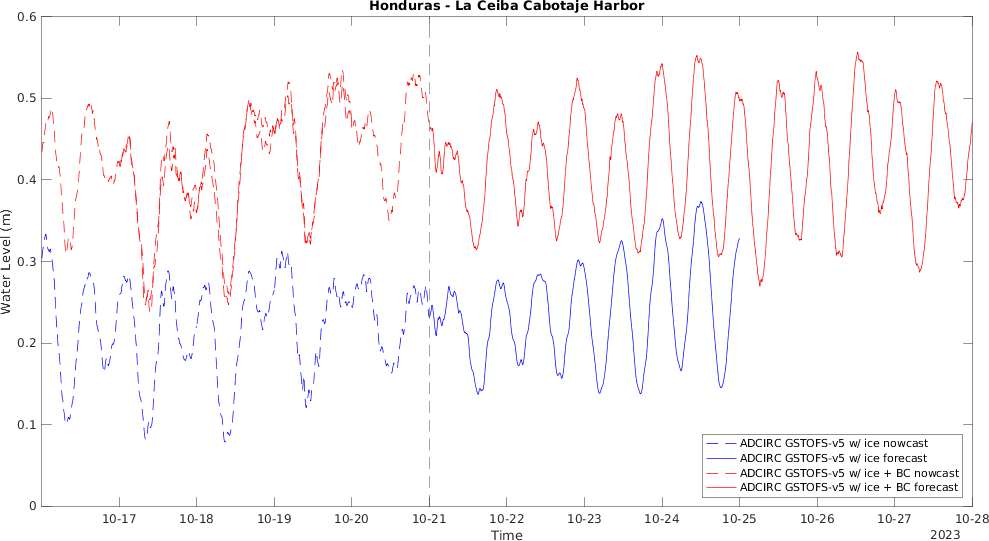 Honduras - La Ceiba Cabotaje Harbor
0.6
0.5
0.4
0.3
0.2
0.1
0
Water Level (m)
ADCIRC GSTOFS-v5 w/ ice nowcast
ADCIRC GSTOFS-v5 w/ ice forecast
ADCIRC GSTOFS-v5 w/ ice + BC nowcast
ADCIRC GSTOFS-v5 w/ ice + BC forecast
10-17 10-18 10-19 10-20 10-21 10-22 10-23 10-24 10-25 10-26 10-27 10-28
Time
2023